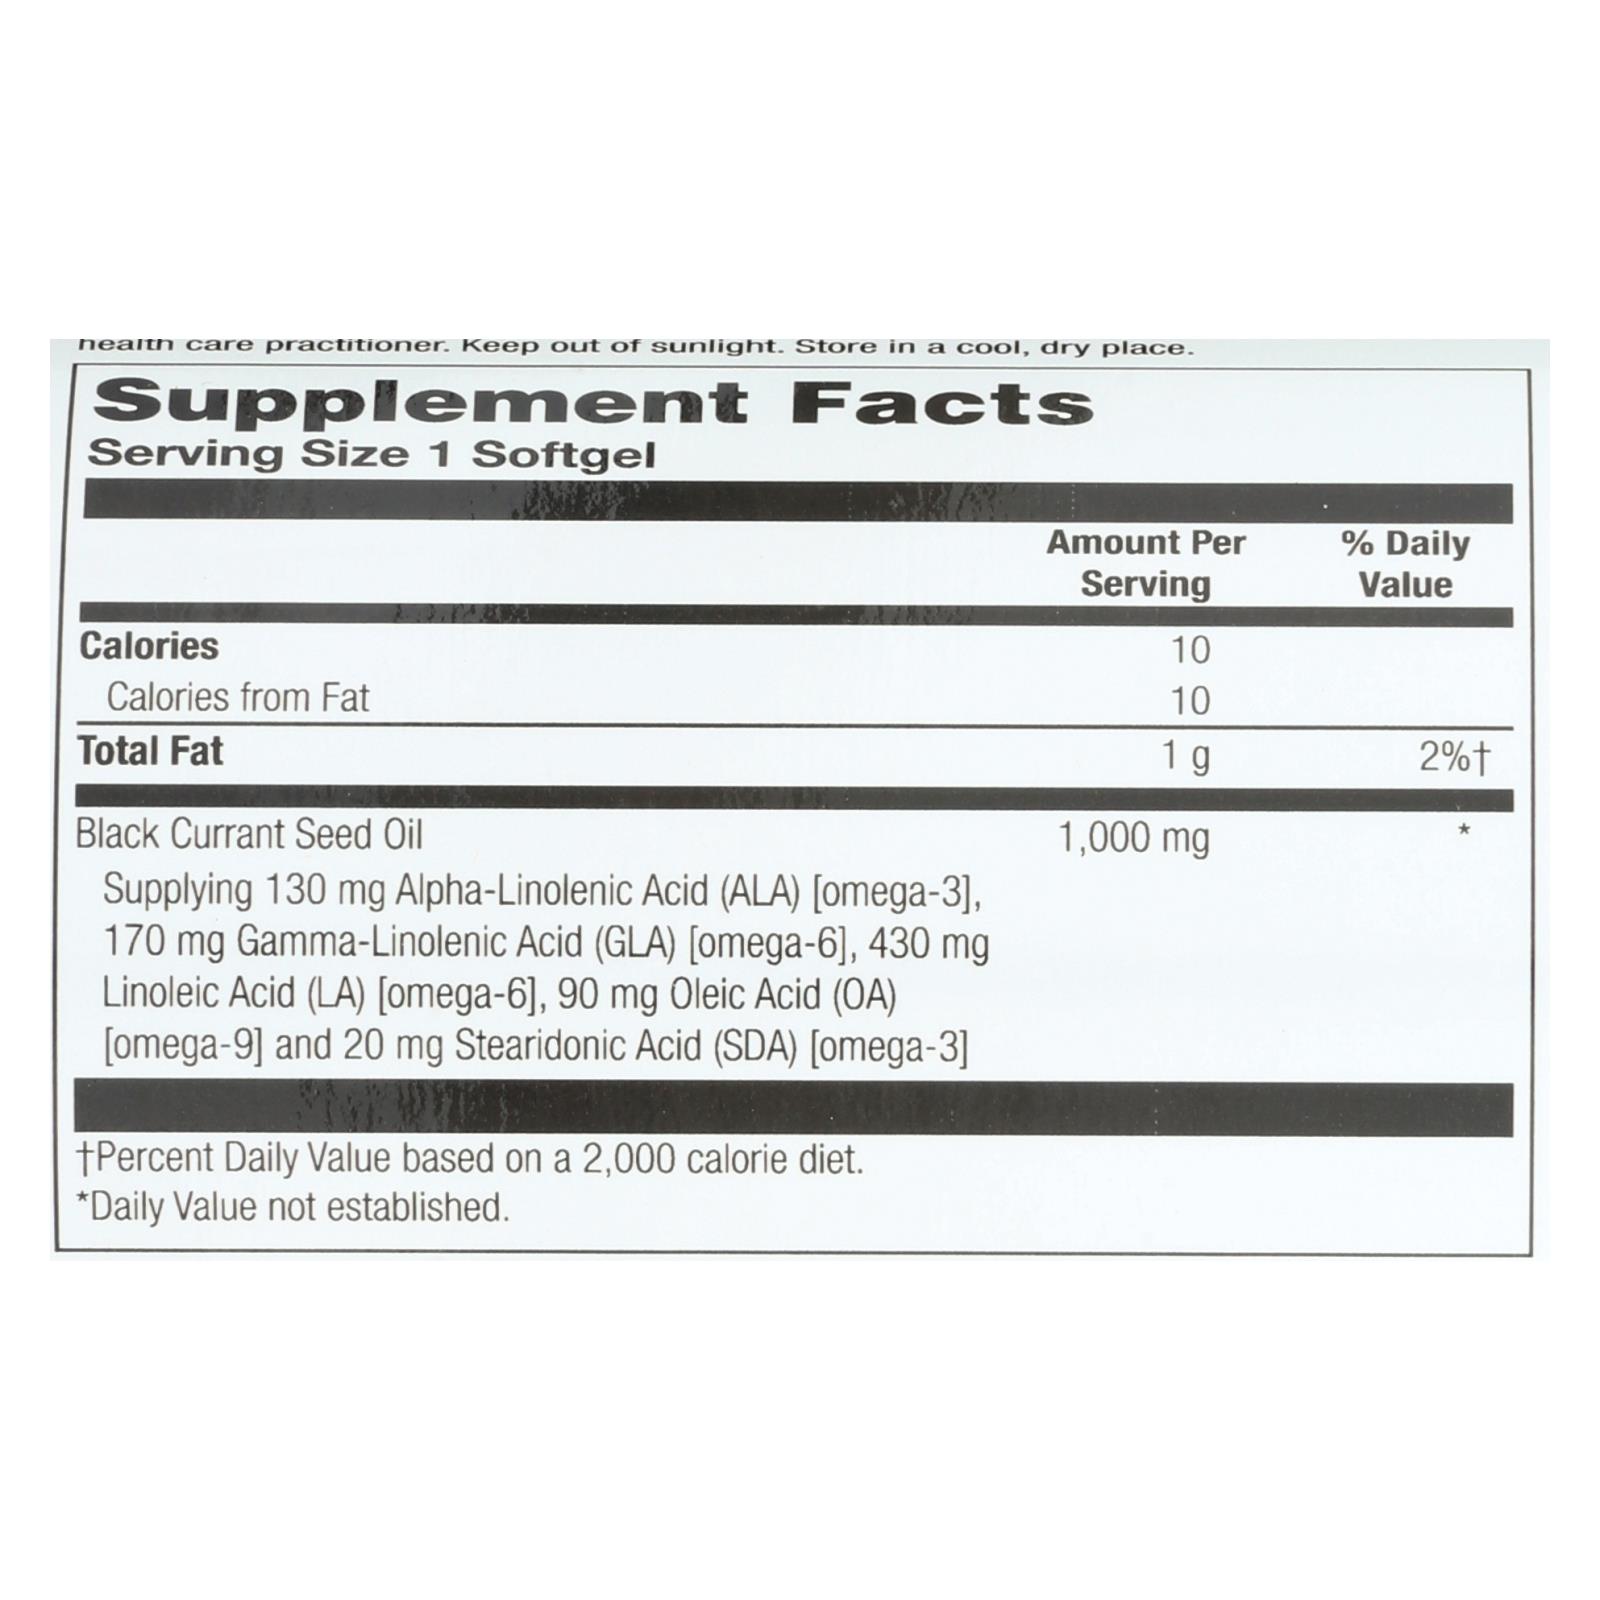 health care practitioner. Keep out of sunlight. Store in a cool, dry place.
Supplement Facts
Serving Size 1 Softgel
Amount Per Serving % Daily Value
Calories 10
Calories from Fat 10
Total Fat 1 g 2%†
Black Currant Seed Oil 1,000 mg *
Supplying 130 mg Alpha-Linolenic Acid (ALA) [omega-3],
170 mg Gamma-Linolenic Acid (GLA) [omega-6], 430 mg
Linoleic Acid (LA) [omega-6], 90 mg Oleic Acid (OA)
[omega-9] and 20 mg Stearidonic Acid (SDA) [omega-3]
†Percent Daily Value based on a 2,000 calorie diet.
*Daily Value not established.